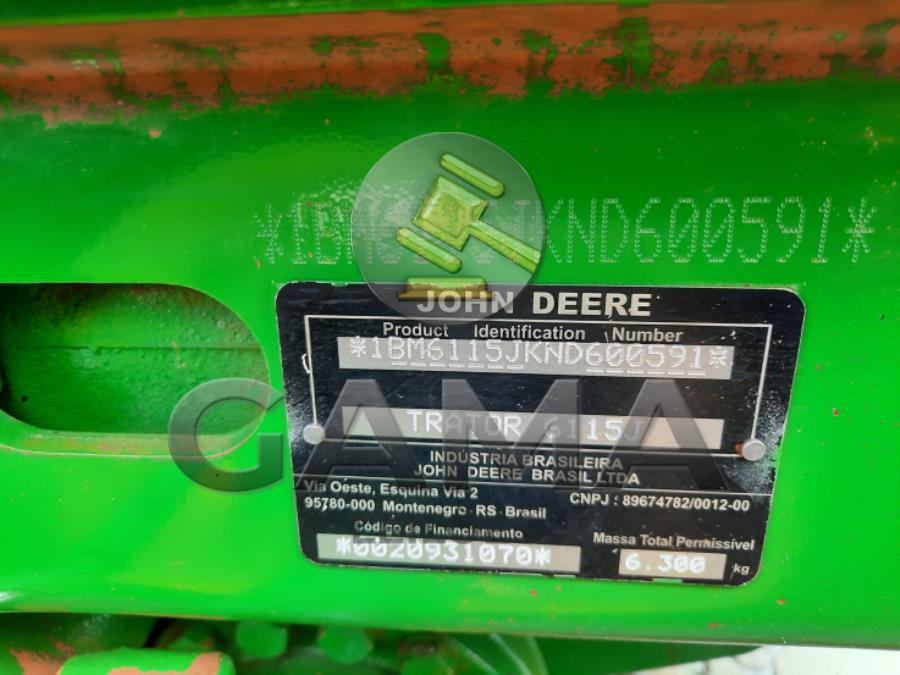 *1BM6115JKND600591*
JOHN DEERE
Product Identification Number
*1BM6115JKND600591*
TRATOR 6115J
INDÚSTRIA BRASILEIRA
JOHN DEERE BRASIL LTDA
Via Oeste, Esquina Via 2
95780-000 Montenegro - RS - Brasil
CNPJ : 89674782/0012-00
Código de Financiamento
*0020931070*
Massa Total Permissível
6.300 kg
GAMA